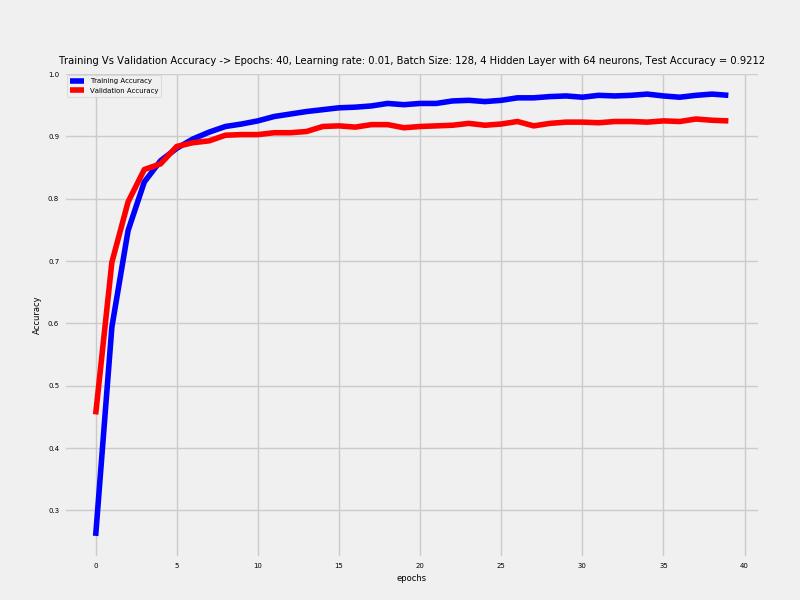 Training Vs Validation Accuracy -> Epochs: 40, Learning rate: 0.01, Batch Size: 128, 4 Hidden Layer with 64 neurons, Test Accuracy = 0.9212
1.0
Training Accuracy
Validation Accuracy
0.9
0.8
0.7
0.6
0.5
0.4
0.3
Accuracy
0 5 10 15 20 25 30 35 40
epochs